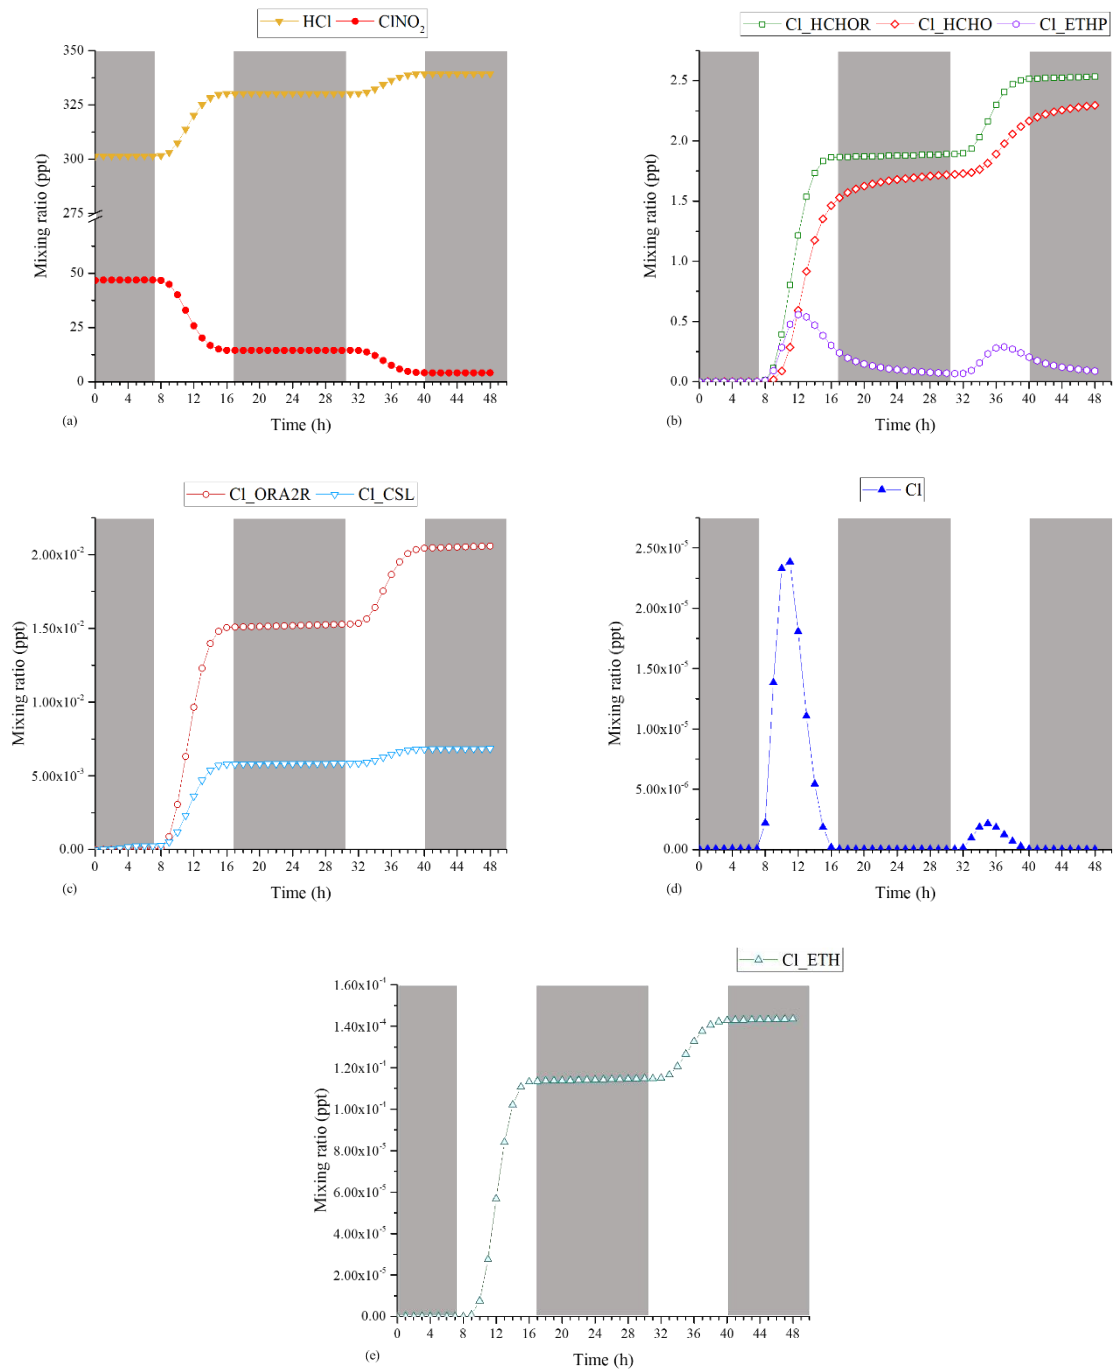 HCl ClNO2
350
325
300
275
50
25
0
Mixing ratio (ppt)
0 4 8 12 16 20 24 28 32 36 40 44 48
Time (h)
(a)
Cl_HCHOR Cl_HCHO Cl_ETHP
2.5
2.0
1.5
1.0
0.5
0.0
Mixing ratio (ppt)
0 4 8 12 16 20 24 28 32 36 40 44 48
Time (h)
(b)
Cl_ORA2R Cl_CSL
2.00x10-2
1.50x10-2
1.00x10-2
5.00x10-3
0.00
Mixing ratio (ppt)
0 4 8 12 16 20 24 28 32 36 40 44 48
Time (h)
(c)
Cl
2.50x10-5
2.00x10-5
1.50x10-5
1.00x10-5
5.00x10-6
0.00
Mixing ratio (ppt)
0 4 8 12 16 20 24 28 32 36 40 44 48
Time (h)
(d)
Cl_ETH
1.60x10-4
1.40x10-4
1.20x10-4
1.00x10-4
8.00x10-5
6.00x10-5
4.00x10-5
2.00x10-5
0.00
Mixing ratio (ppt)
0 4 8 12 16 20 24 28 32 36 40 44 48
Time (h)
(e)